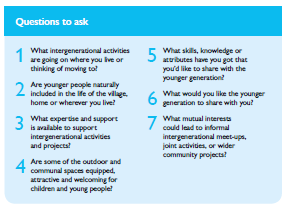 Questions to ask
1 What intergenerational activities
are going on where you live or
thinking of moving to?
2 Are younger people naturally
included in the life of the village,
home or wherever you live?
3 What expertise and support
is available to support
intergenerational activities
and projects?
4 Are some of the outdoor and
communal spaces equipped,
attractive and welcoming for
children and young people?
5 What skills, knowledge or
attributes have you got that
you'd like to share with the
younger generation?
6 What would you like the younger
generation to share with you?
7 What mutual interests
could lead to informal
intergenerational meet-ups,
joint activities, or wider
community projects?